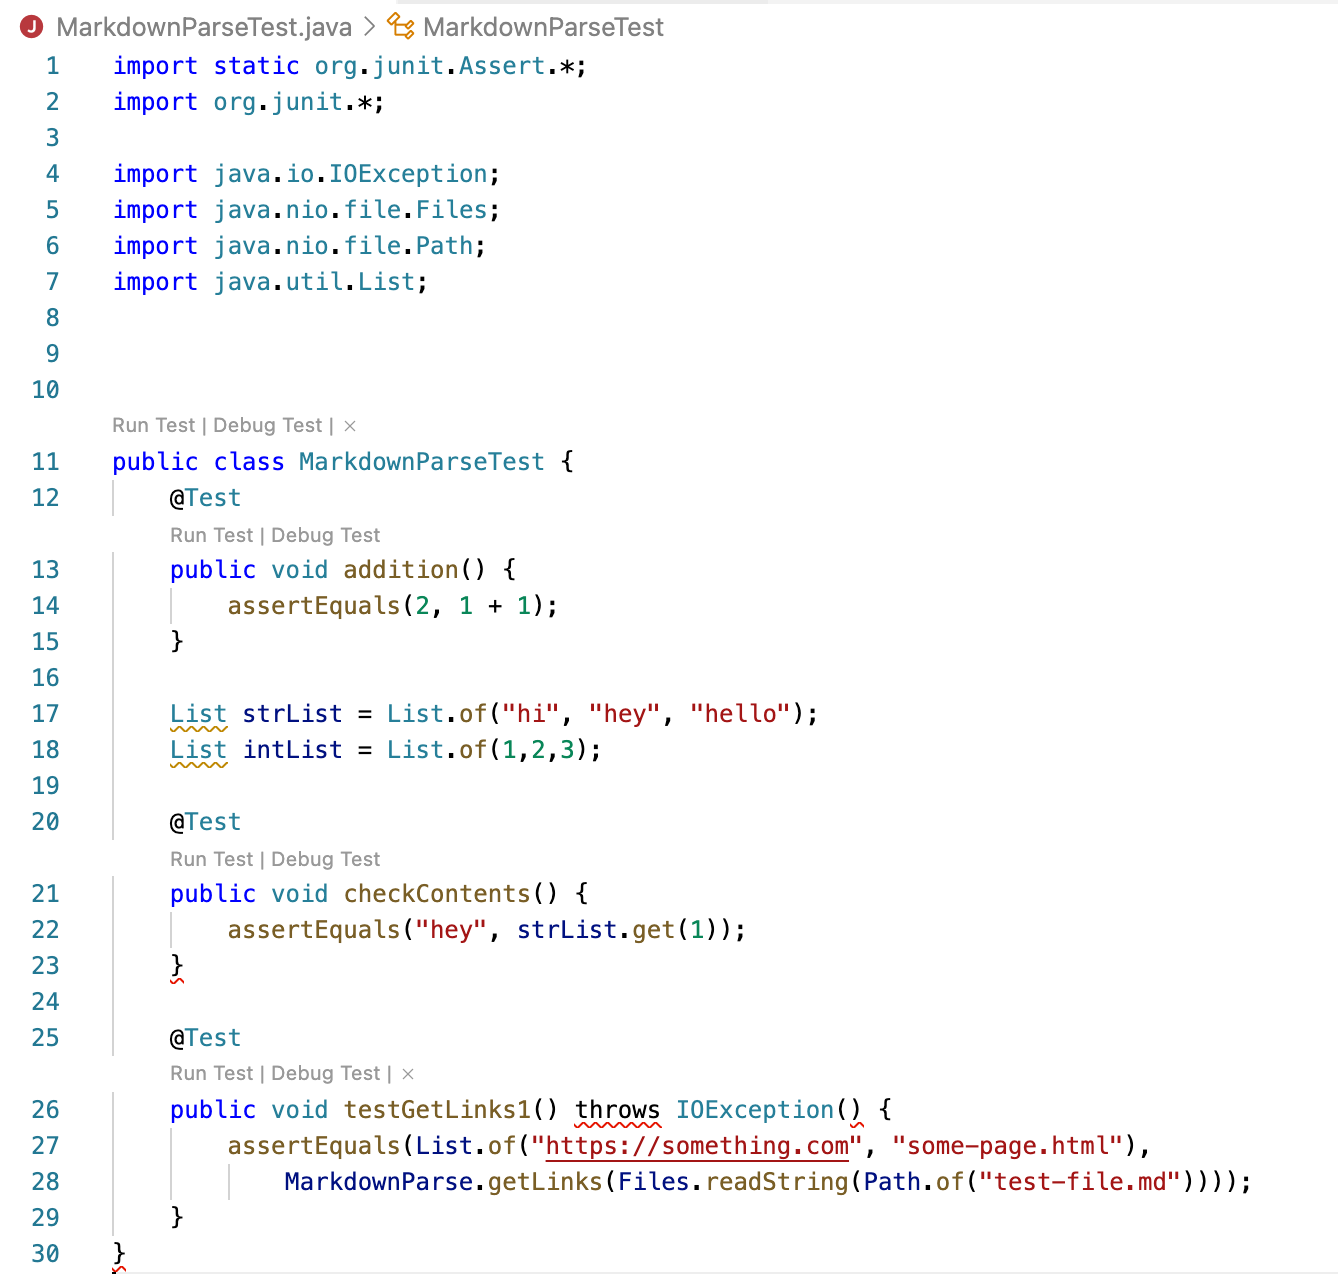 J MarkdownParseTest.java > MarkdownParseTest
1 import static org.junit.Assert.*;
2 import org.junit.*;
3
4 import java.io.IOException;
5 import java.nio.file.Files;
6 import java.nio.file.Path;
7 import java.util.List;
8
9
10
Run Test | Debug Test | ×
11 public class MarkdownParseTest {
12     @Test
Run Test | Debug Test
13     public void addition() {
14         assertEquals(2, 1 + 1);
15     }
16
17     List strList = List.of("hi", "hey", "hello");
18     List intList = List.of(1,2,3);
19
20     @Test
Run Test | Debug Test
21     public void checkContents() {
22         assertEquals("hey", strList.get(1));
23     }
24
25     @Test
Run Test | Debug Test | ×
26     public void testGetLinks1() throws IOException() {
27         assertEquals(List.of("https://something.com", "some-page.html"),
28             MarkdownParse.getLinks(Files.readString(Path.of("test-file.md"))));
29     }
30 }